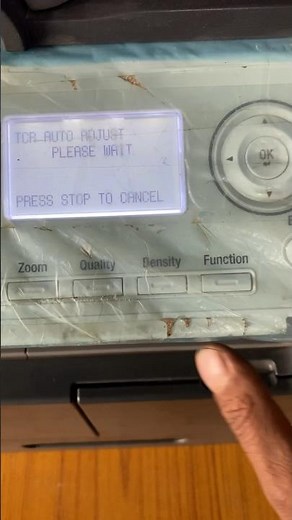 TCR AUTO ADJUST
PLEASE WAIT
PRESS STOP TO CANCEL
OK
Zoom
Quality
Density
Function